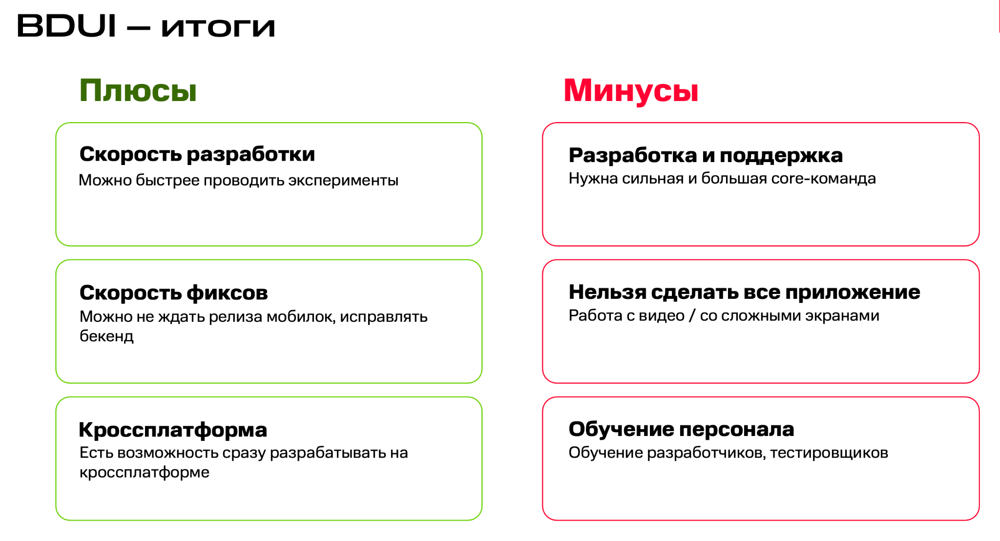 BDUI – итоги
Плюсы
Скорость разработки
Можно быстрее проводить эксперименты
Скорость фиксов
Можно не ждать релиза мобилок, исправлять
бекенд
Кроссплатформа
Есть возможность сразу разрабатывать на
кроссплатформе
Минусы
Разработка и поддержка
Нужна сильная и большая core-команда
Нельзя сделать все приложение
Работа с видео / со сложными экранами
Обучение персонала
Обучение разработчиков, тестировщиков